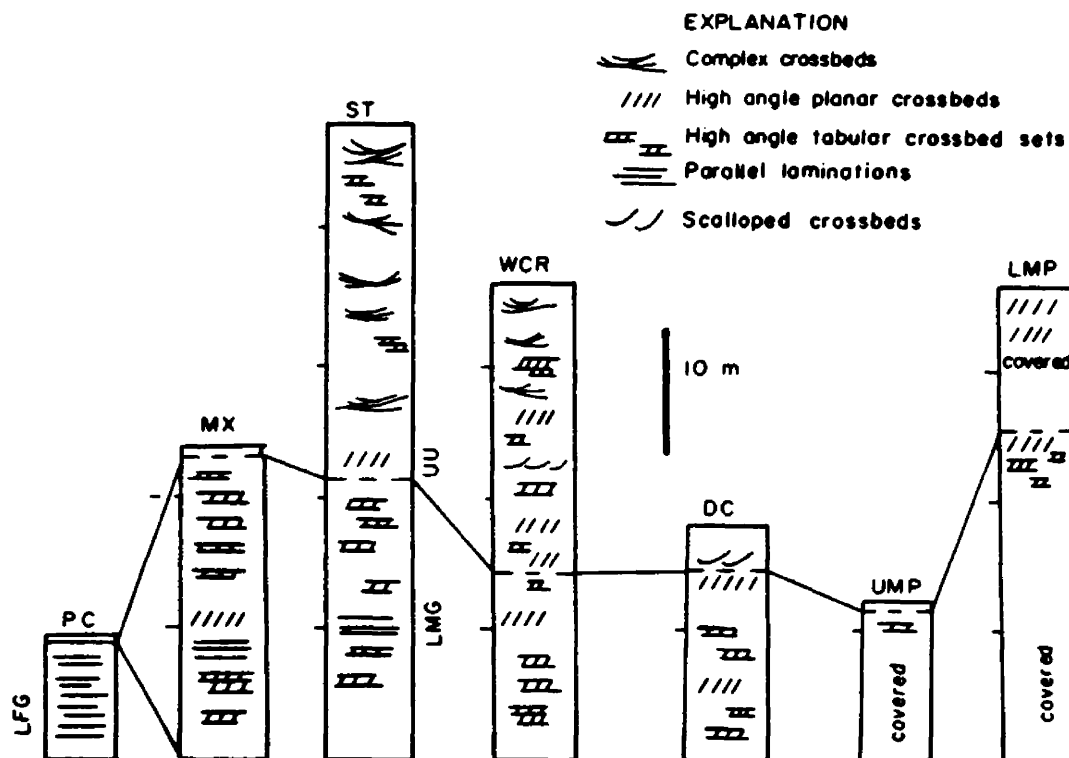 EXPLANATION
Complex crossbeds
High angle planar crossbeds
High angle tabular crossbed sets
Parallel laminations
Scalloped crossbeds
ST
WCR
LMP
covered
10 m
MX
UU
DC
UMP
PC
LMG
LFG
covered
covered